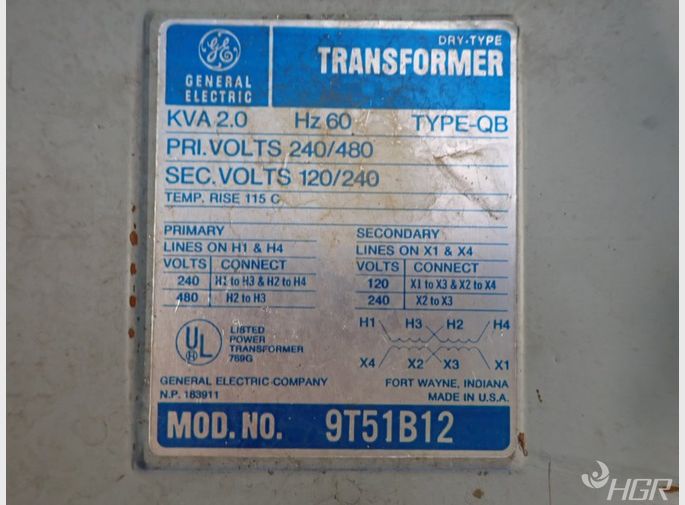 GE
GENERAL
ELECTRIC
DRY-TYPE
TRANSFORMER
KVA 2.0 Hz 60 TYPE-QB
PRI. VOLTS 240/480
SEC. VOLTS 120/240
TEMP. RISE 115 C
PRIMARY
LINES ON H1 & H4
VOLTS CONNECT
240 H1 to H3 & H2 to H4
480 H2 to H3
SECONDARY
LINES ON X1 & X4
VOLTS CONNECT
120 X1 to X3 & X2 to X4
240 X2 to X3
UL
H
LISTED
POWER
TRANSFORMER
769G
H1 H3 H2 H4
X4 X2 X3 X1
GENERAL ELECTRIC COMPANY
N.P. 183911
FORT WAYNE, INDIANA
MADE IN U.S.A.
MOD. NO. 9T51B12
HGR